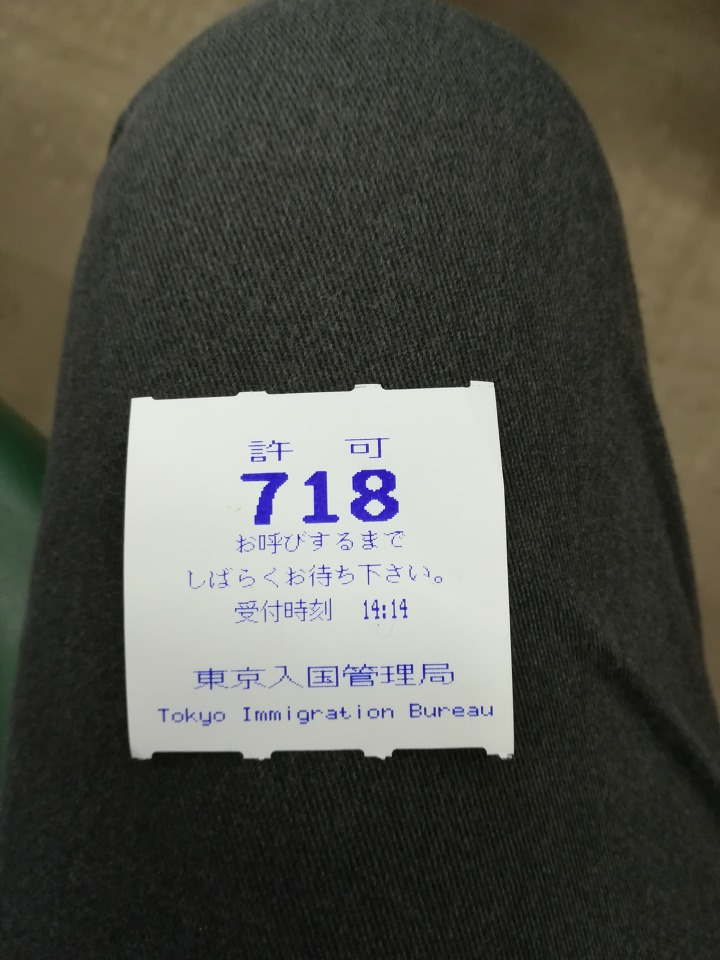 許 可
718
お呼びするまで
しばらくお待ち下さい。
受付時刻 14:14
東京入国管理局
Tokyo Immigration Bureau